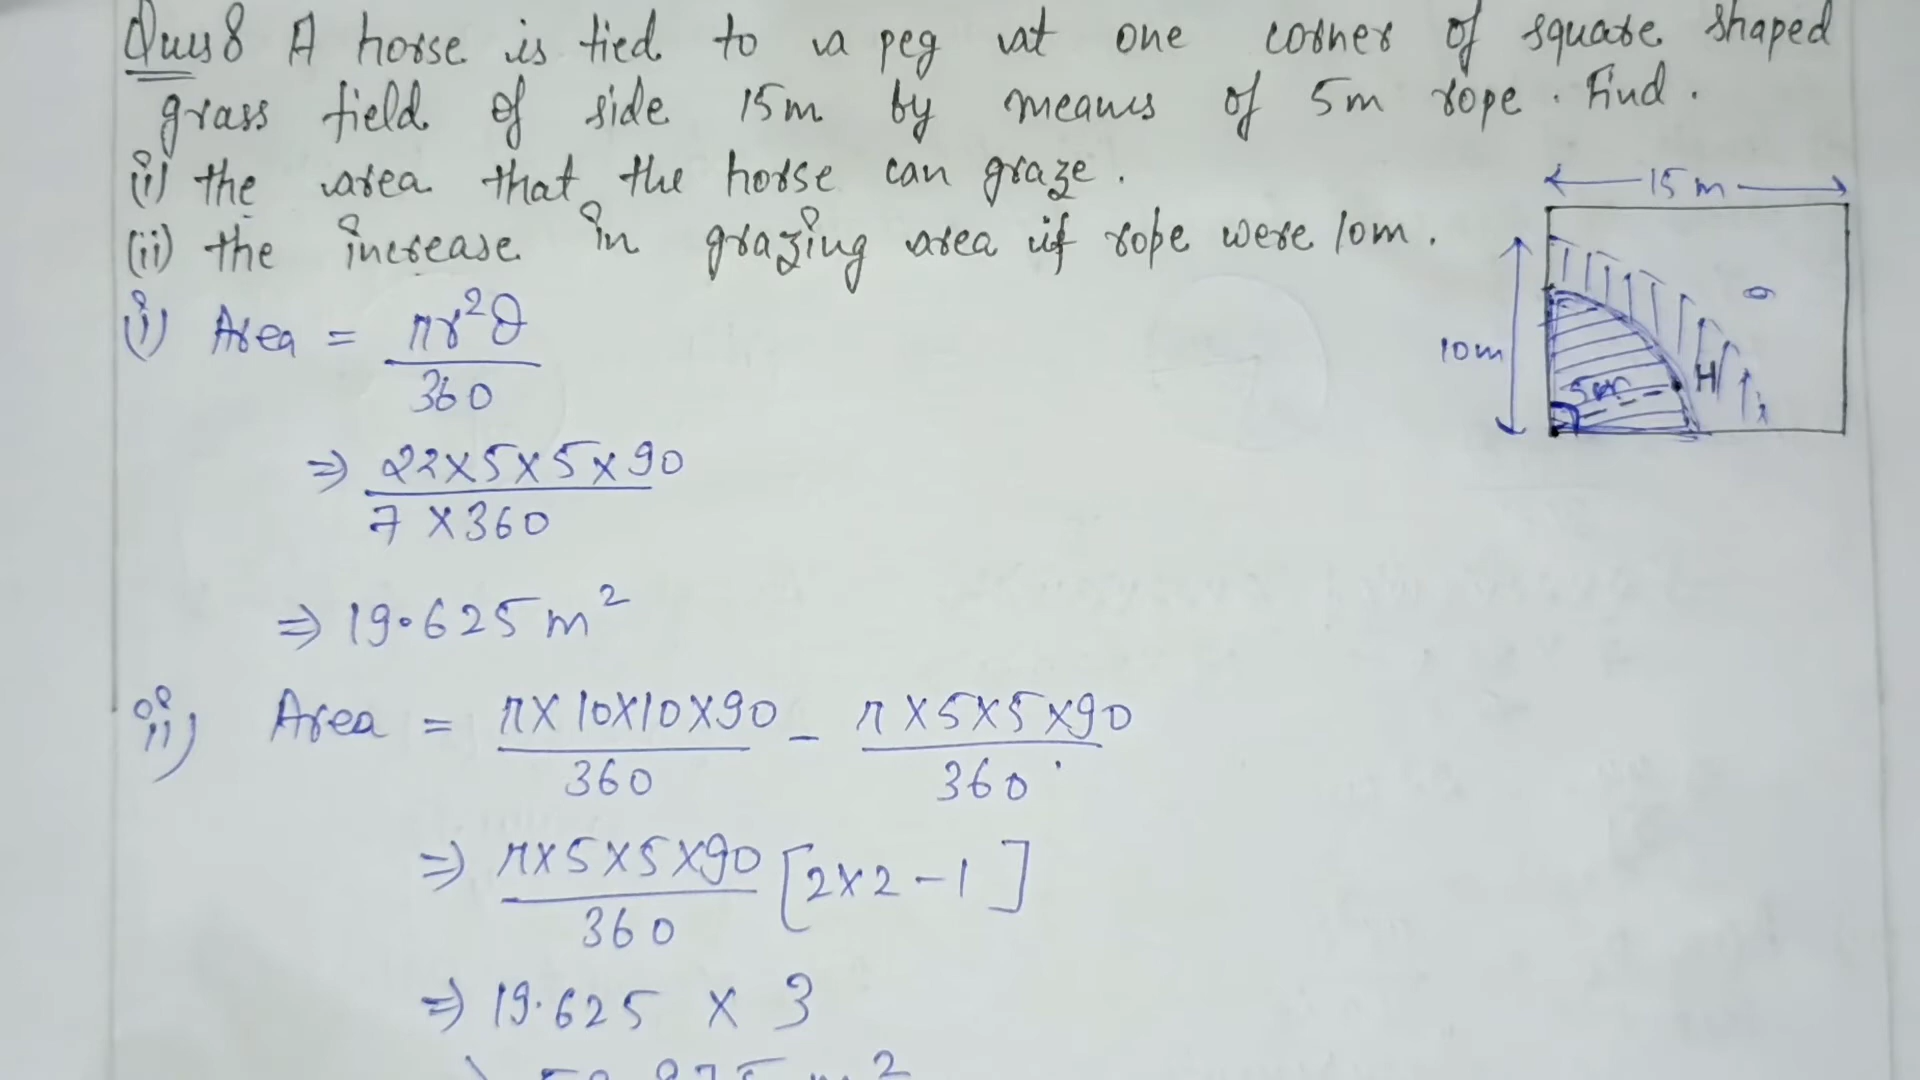 Ques 8 A horse is tied to a peg at one corner of square shaped
grass field of side 15m by means of 5m rope. Find.
(i) the area that the horse can graze.
(ii) the increase in grazing area if rope were 10m.
15 m
10m
5m
H
i) Area = πr²θ / 360
⇒ 22×5×5×90 / 7×360
⇒ 19.625 m²
ii) Area = π×10×10×90 / 360 - π×5×5×90 / 360
⇒ π×5×5×90 / 360 [2×2-1]
⇒ 19.625 × 3